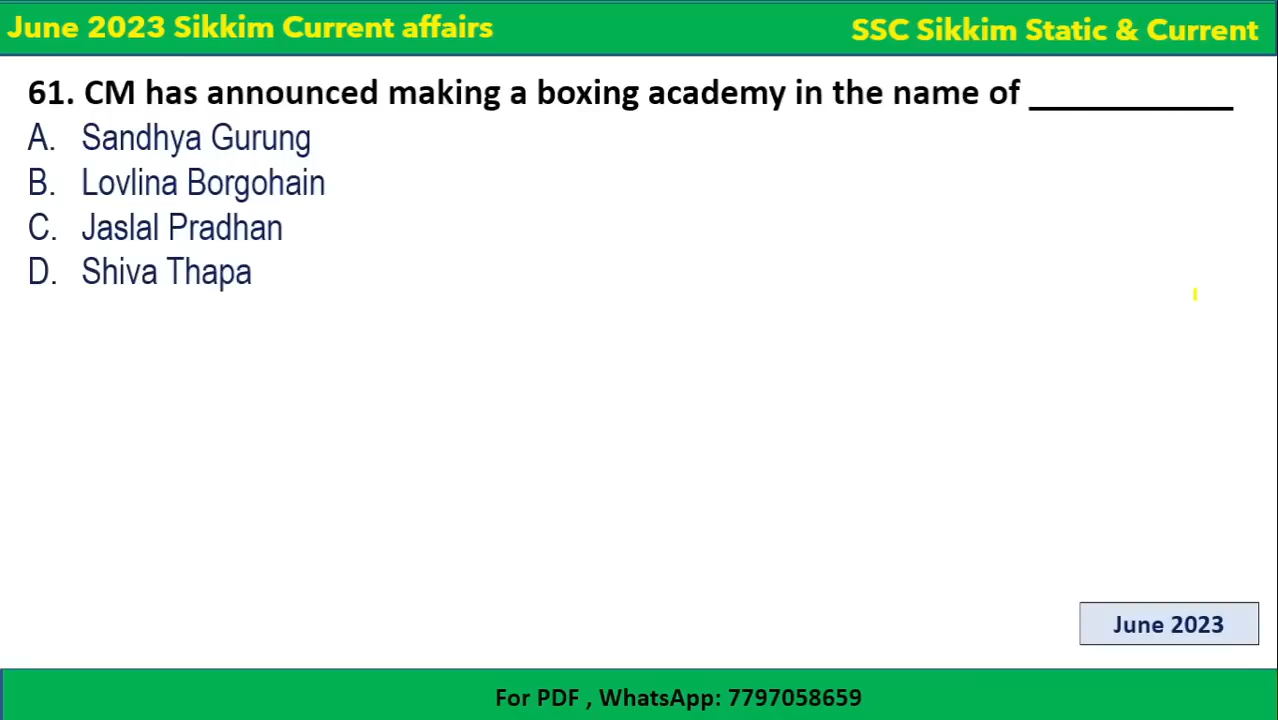 June 2023 Sikkim Current affairs
SSC Sikkim Static & Current
61. CM has announced making a boxing academy in the name of ___________
A. Sandhya Gurung
B. Lovlina Borgohain
C. Jaslal Pradhan
D. Shiva Thapa
June 2023
For PDF , WhatsApp: 7797058659